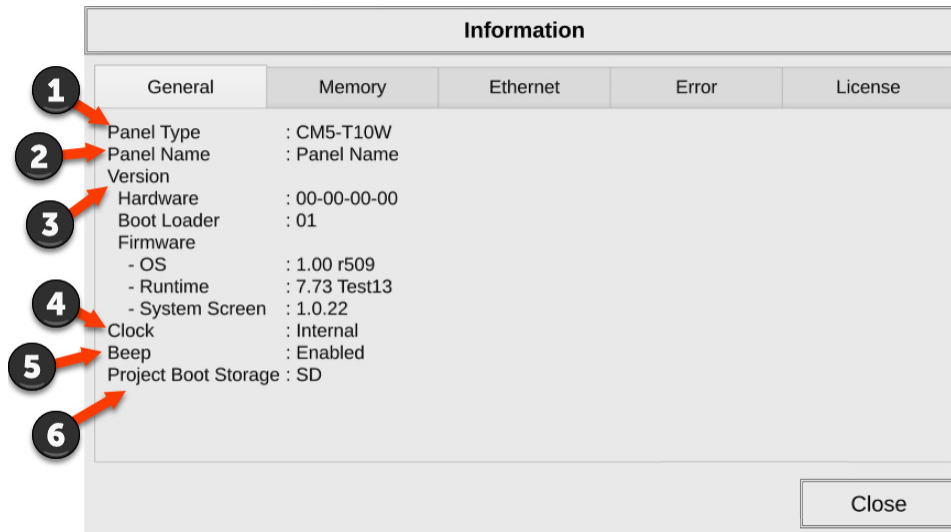 Information
General Memory Ethernet Error License
1 Panel Type : CM5-T10W
2 Panel Name : Panel Name
3 Version
Hardware : 00-00-00-00
Boot Loader : 01
Firmware
- OS : 1.00 r509
- Runtime : 7.73 Test13
- System Screen : 1.0.22
4 Clock : Internal
5 Beep : Enabled
6 Project Boot Storage : SD
Close